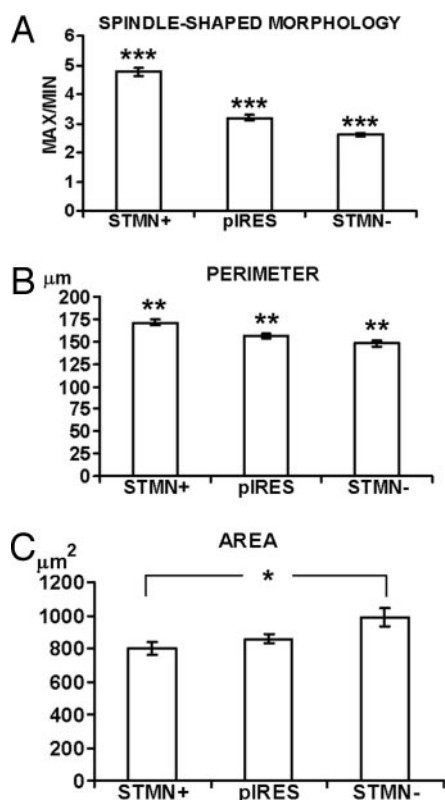 A
SPINDLE-SHAPED MORPHOLOGY
MAX/MIN
6
5
4
3
2
1
0
***
***
***
STMN+ pIRES STMN-
B
μm
PERIMETER
200
175
150
125
100
75
50
25
0
**
**
**
STMN+ pIRES STMN-
C
μm²
AREA
1200
1000
800
600
400
200
0
*
STMN+ pIRES STMN-